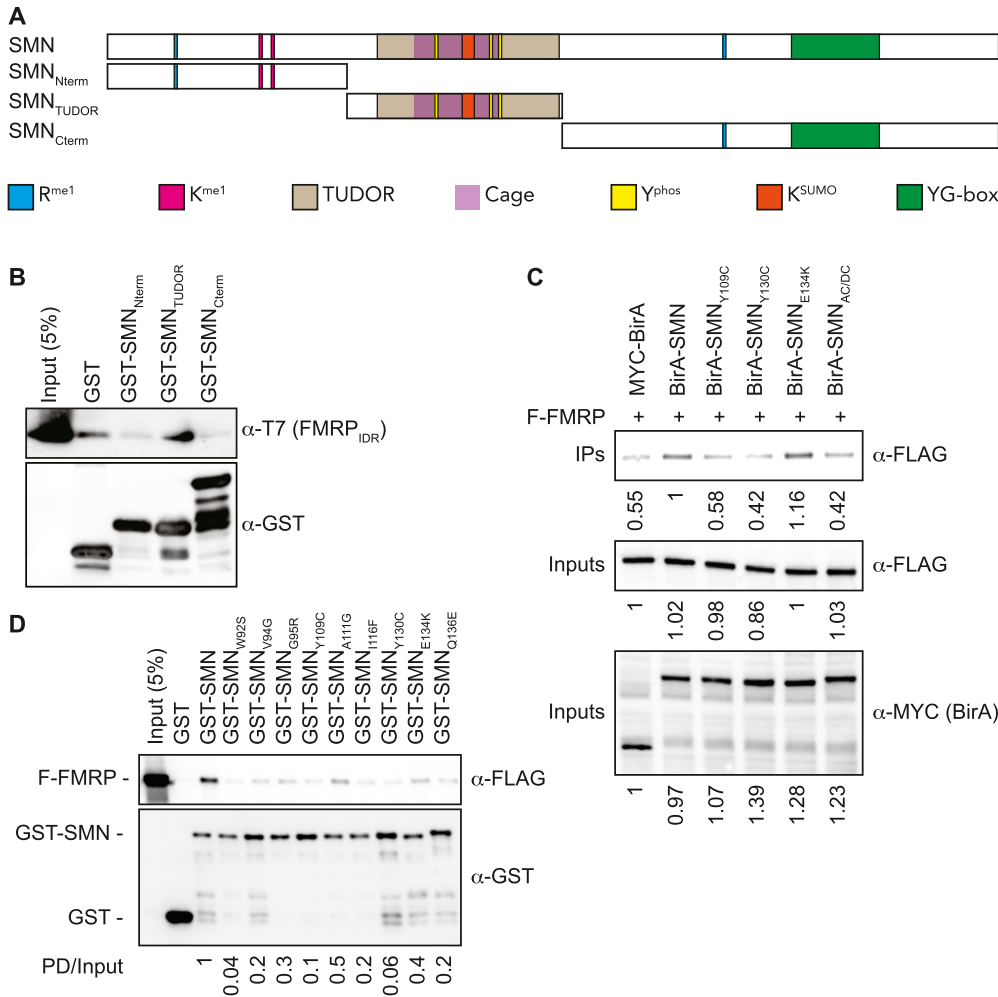 A
SMN
SMNNterm
SMNTUDOR
SMNCterm
Rme1 Kme1 TUDOR Cage Yphos KSUMO YG-box
B
Input (5%)
GST
GST-SMNNterm
GST-SMNTUDOR
GST-SMNCterm
α-T7 (FMRPIDR)
α-GST
C
MYC-BirA
BirA-SMN
BirA-SMNY109C
BirA-SMNY130C
BirA-SMNE134K
BirA-SMNAC/DC
F-FMRP + + + + + +
IPs α-FLAG
0.55 1 0.58 0.42 1.16 0.42
Inputs α-FLAG
1 1.02 0.98 0.86 1 1.03
Inputs α-MYC (BirA)
1 0.97 1.07 1.39 1.28 1.23
D
Input (5%)
GST
GST-SMN
GST-SMNW92S
GST-SMNV94G
GST-SMNG95R
GST-SMNY109C
GST-SMNA111G
GST-SMNI116F
GST-SMNY130C
GST-SMNE134K
GST-SMNQ136E
F-FMRP - α-FLAG
GST-SMN -
α-GST
GST -
PD/Input 1 0.04 0.2 0.3 0.1 0.5 0.2 0.06 0.4 0.2